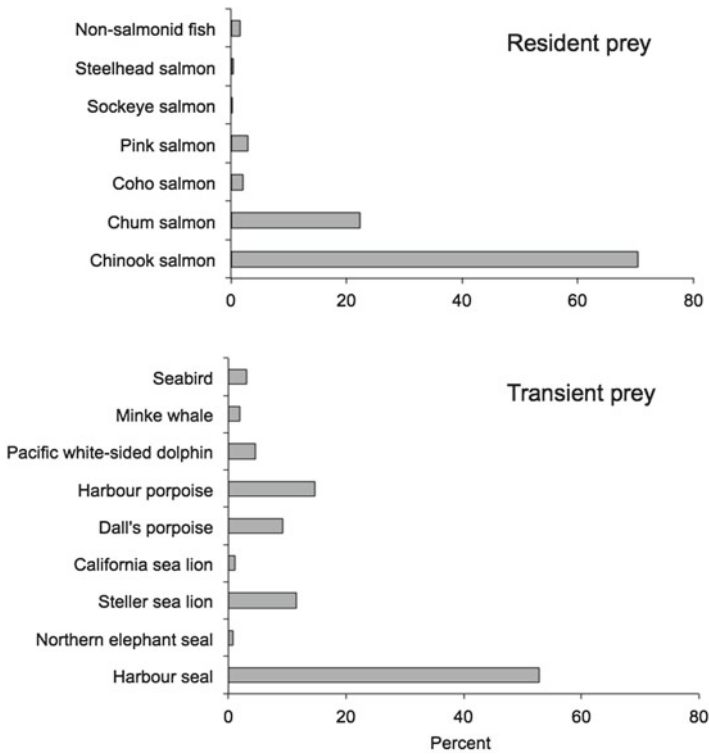 Resident prey
Non-salmonid fish
Steelhead salmon
Sockeye salmon
Pink salmon
Coho salmon
Chum salmon
Chinook salmon
0 20 40 60 80
Transient prey
Seabird
Minke whale
Pacific white-sided dolphin
Harbour porpoise
Dall's porpoise
California sea lion
Steller sea lion
Northern elephant seal
Harbour seal
0 20 40 60 80
Percent